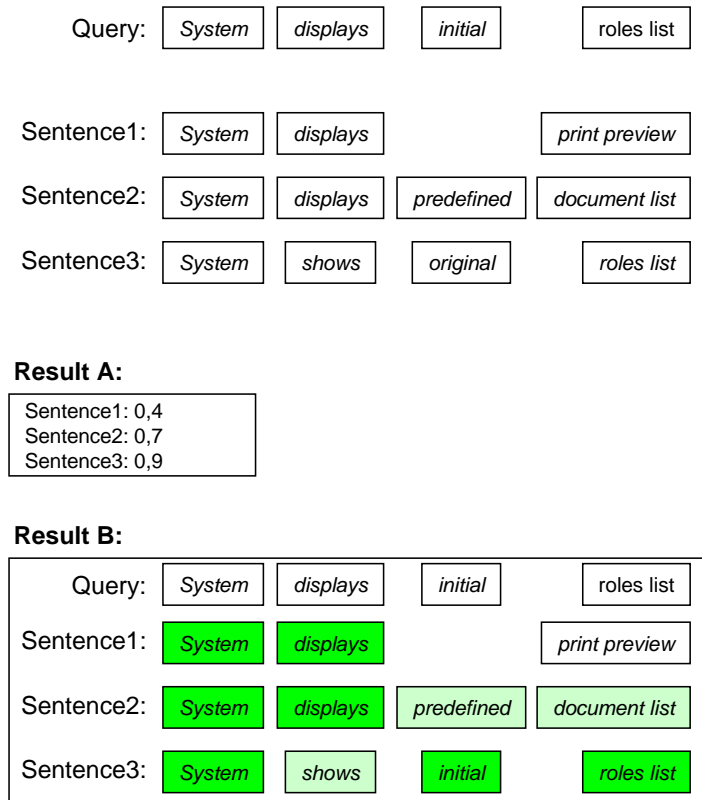 Query: System displays initial roles list
Sentence1: System displays print preview
Sentence2: System displays predefined document list
Sentence3: System shows original roles list
Result A:
Sentence1: 0,4
Sentence2: 0,7
Sentence3: 0,9
Result B:
Query: System displays initial roles list
Sentence1: System displays print preview
Sentence2: System displays predefined document list
Sentence3: System shows initial roles list